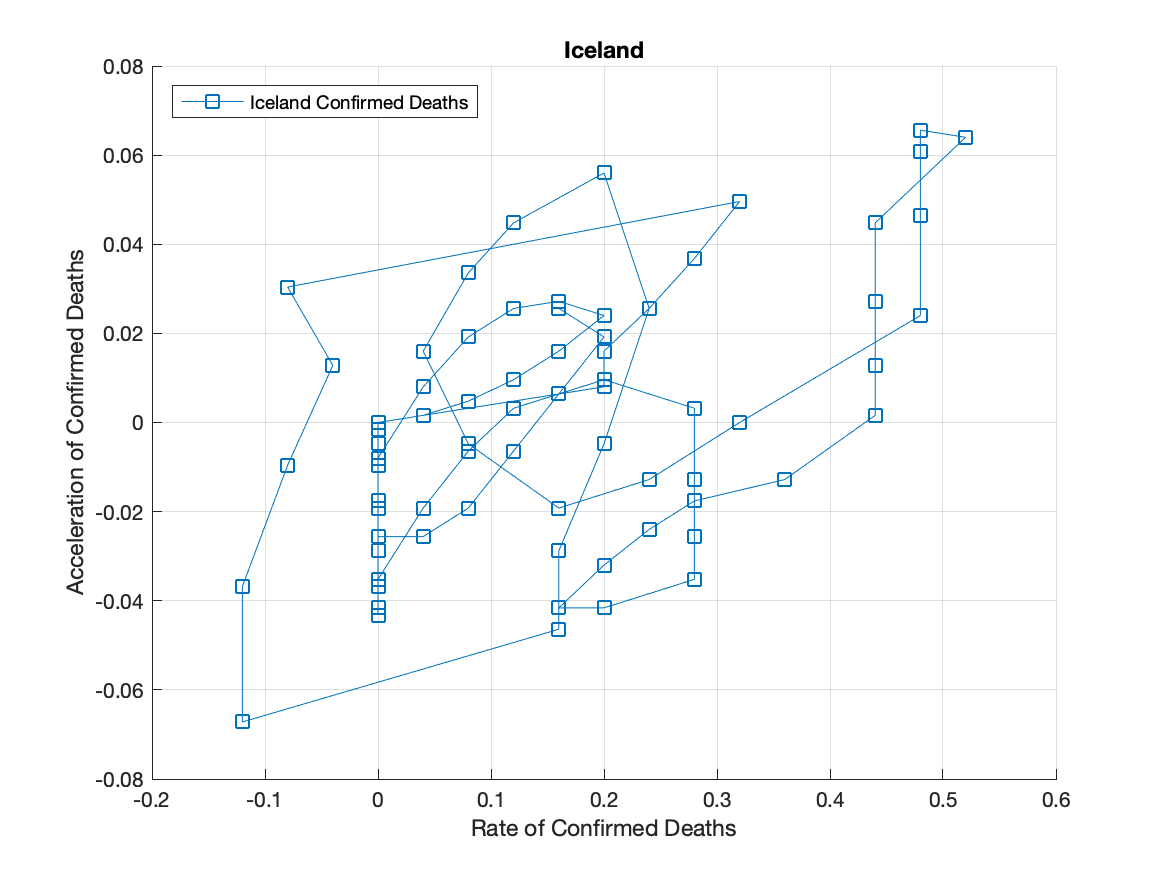 Iceland
Iceland Confirmed Deaths
Acceleration of Confirmed Deaths
0.08
0.06
0.04
0.02
0
-0.02
-0.04
-0.06
-0.08
-0.2 -0.1 0 0.1 0.2 0.3 0.4 0.5 0.6
Rate of Confirmed Deaths